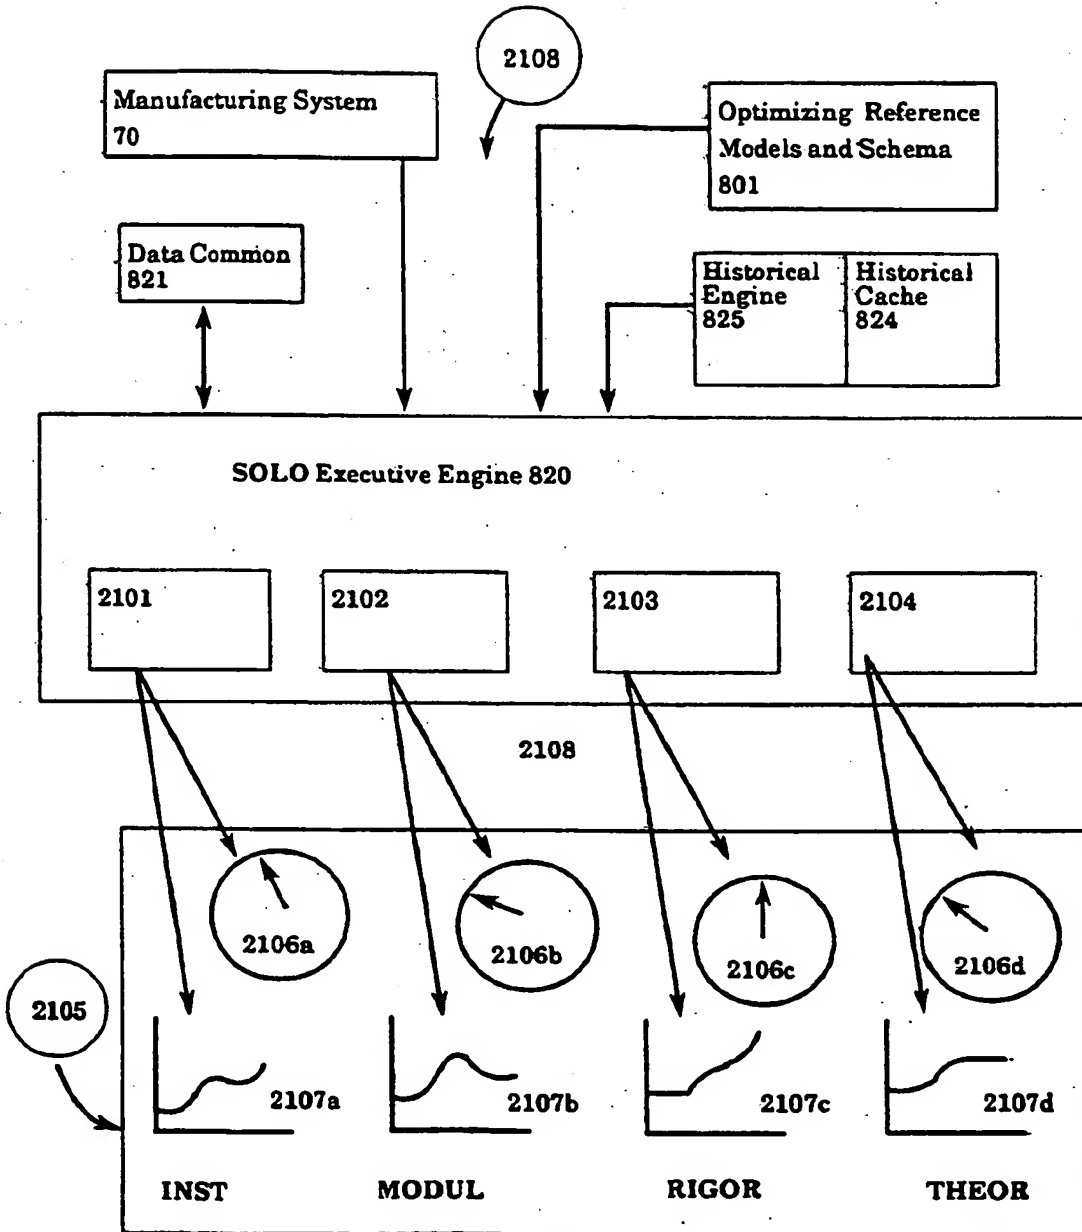 2108
Manufacturing System
70
Optimizing Reference
Models and Schema
801
Data Common
821
Historical
Engine
825
Historical
Cache
824
SOLO Executive Engine 820
2101
2102
2103
2104
2108
2106a
2106b
2106c
2106d
2105
2107a
2107b
2107c
2107d
INST
MODUL
RIGOR
THEOR